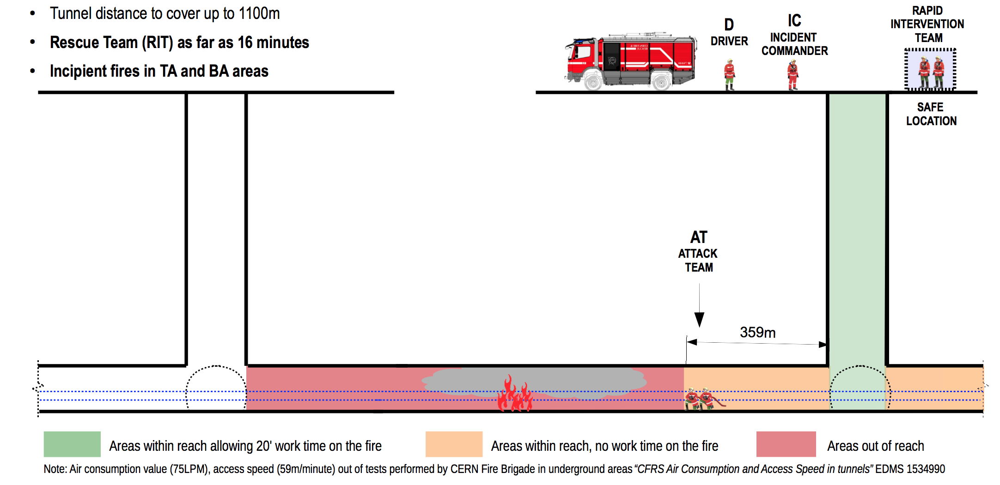 • Tunnel distance to cover up to 1100m
• Rescue Team (RIT) as far as 16 minutes
• Incipient fires in TA and BA areas
D
DRIVER
IC
INCIDENT
COMMANDER
RAPID
INTERVENTION
TEAM
SAFE
LOCATION
AT
ATTACK
TEAM
359m
Areas within reach allowing 20' work time on the fire
Areas within reach, no work time on the fire
Areas out of reach
Note: Air consumption value (75LPM), access speed (59m/minute) out of tests performed by CERN Fire Brigade in underground areas “CFRS Air Consumption and Access Speed in tunnels” EDMS 1534990